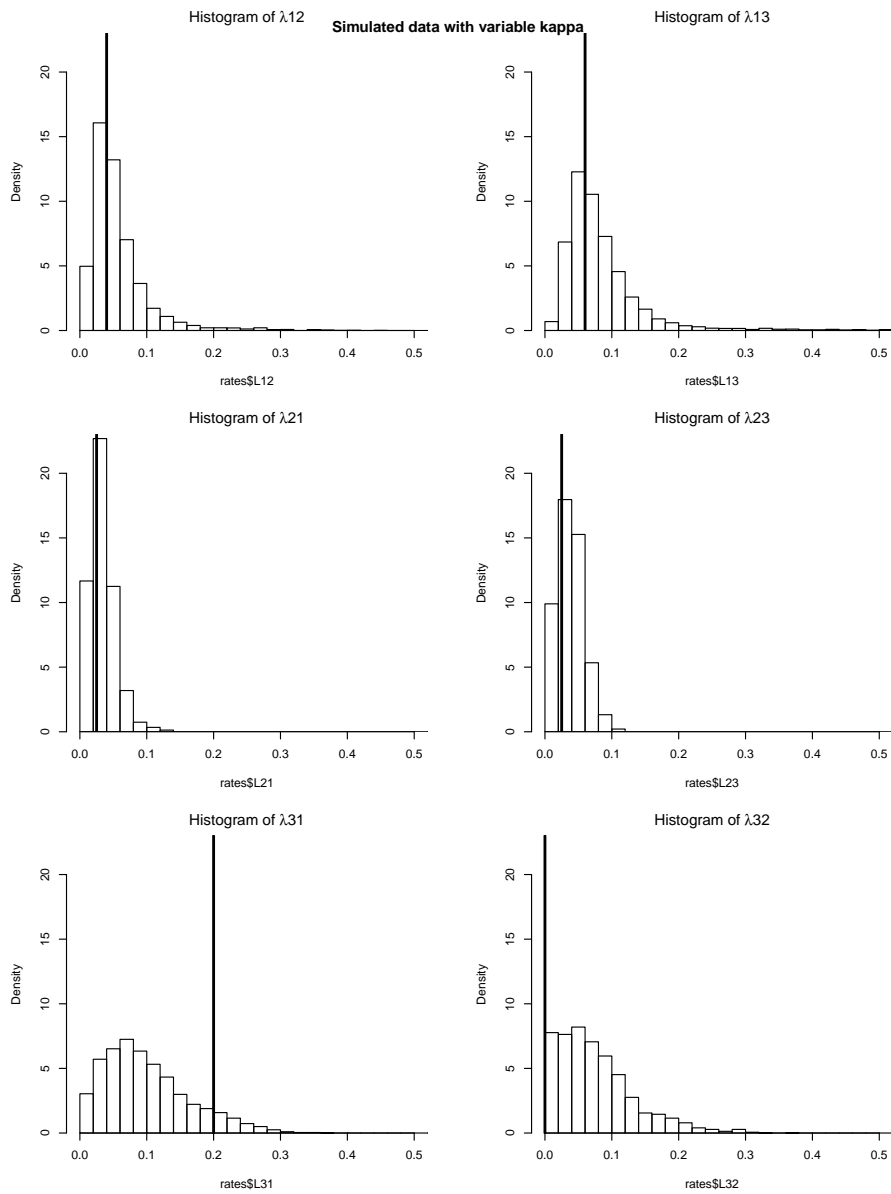 Simulated data with variable kappa
Histogram of λ12
Density
0 5 10 15 20
0.0 0.1 0.2 0.3 0.4 0.5
rates$L12
Histogram of λ13
Density
0 5 10 15 20
0.0 0.1 0.2 0.3 0.4 0.5
rates$L13
Histogram of λ21
Density
0 5 10 15 20
0.0 0.1 0.2 0.3 0.4 0.5
rates$L21
Histogram of λ23
Density
0 5 10 15 20
0.0 0.1 0.2 0.3 0.4 0.5
rates$L23
Histogram of λ31
Density
0 5 10 15 20
0.0 0.1 0.2 0.3 0.4 0.5
rates$L31
Histogram of λ32
Density
0 5 10 15 20
0.0 0.1 0.2 0.3 0.4 0.5
rates$L32